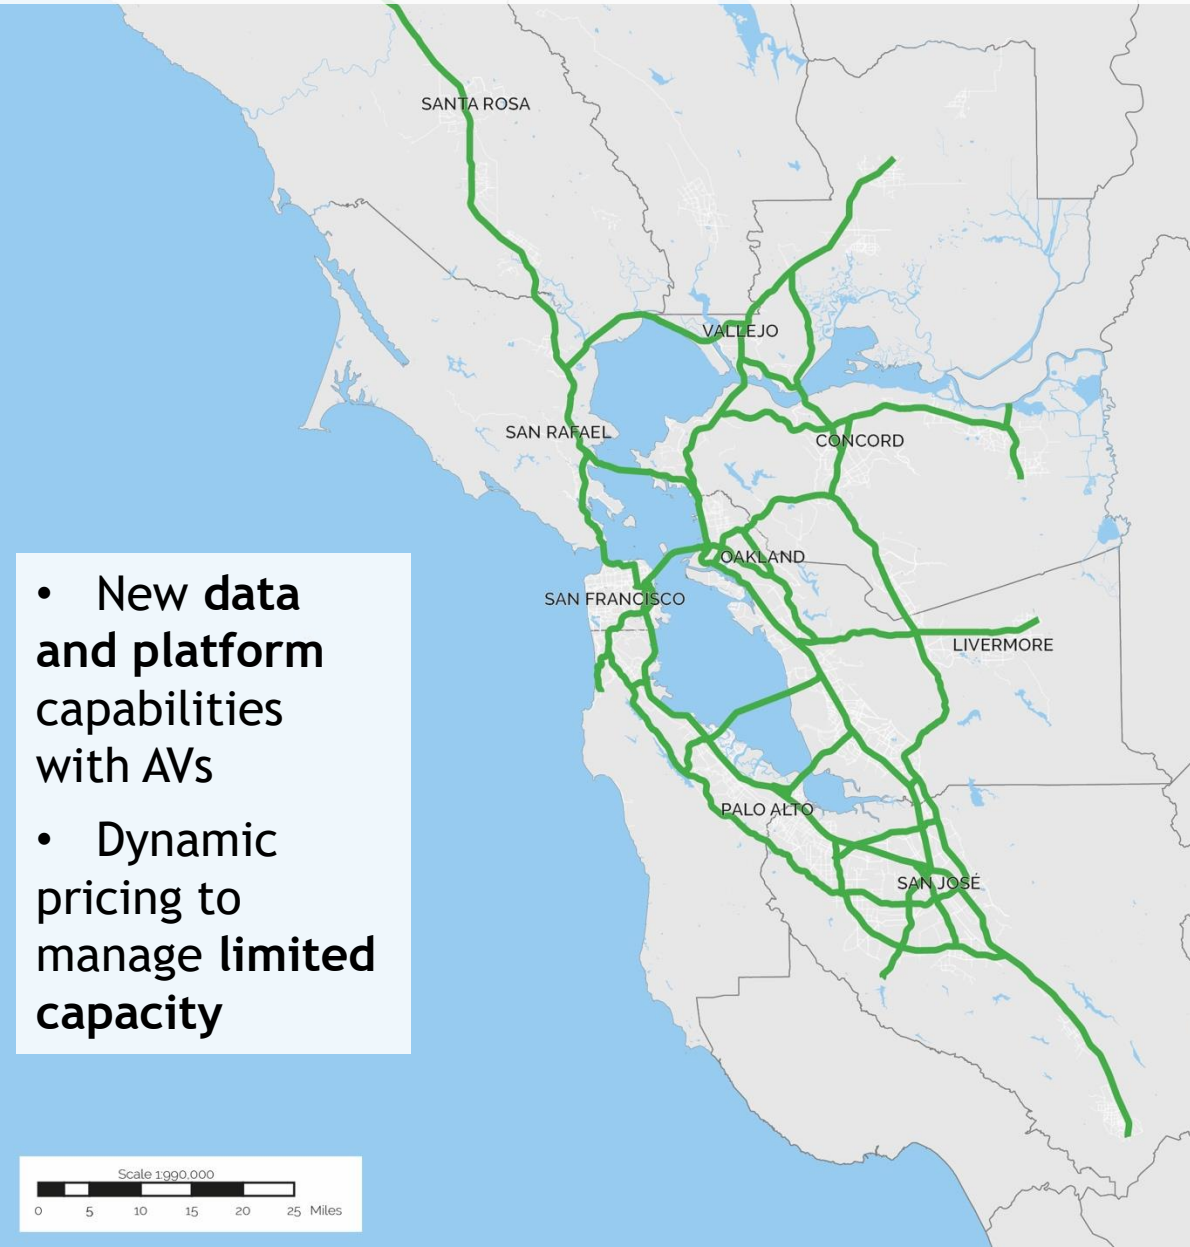 SANTA ROSA
VALLEJO
SAN RAFAEL
CONCORD
OAKLAND
SAN FRANCISCO
LIVERMORE
PALO ALTO
SAN JOSÉ
• New data
and platform
capabilities
with AVs
• Dynamic
pricing to
manage limited
capacity
Scale 1:990,000
0 5 10 15 20 25 Miles